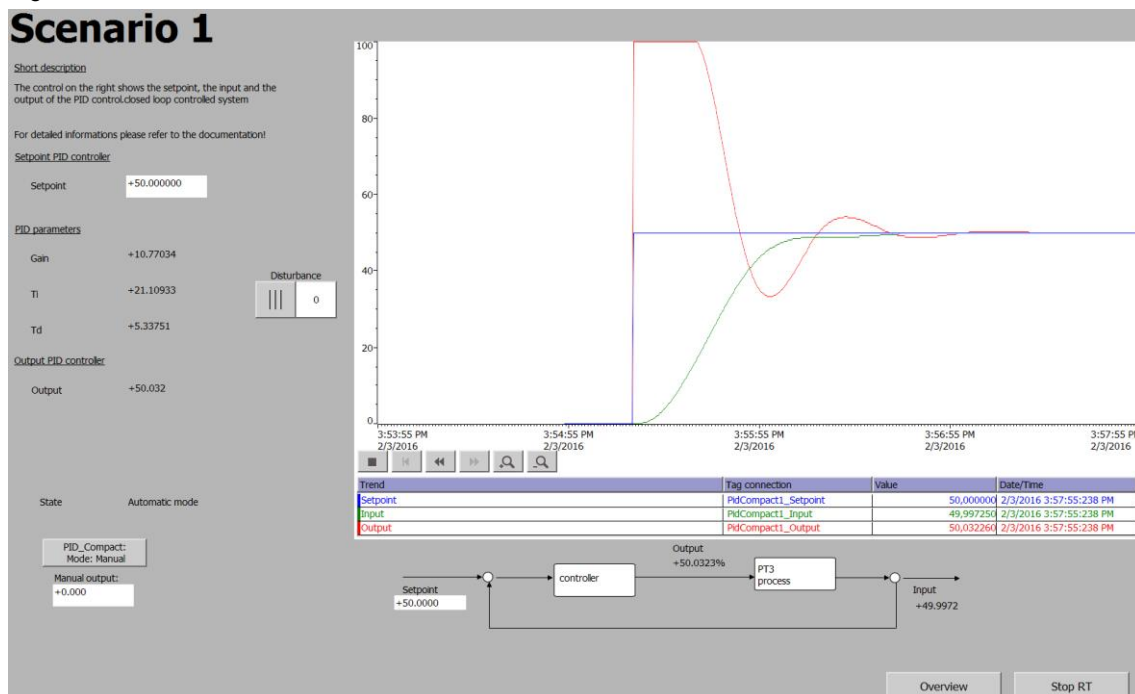 Scenario 1
Short description
The control on the right shows the setpoint, the input and the
output of the PID control.closed loop controlled system
For detailed informations please refer to the documentation!
Setpoint PID controller
Setpoint +50.000000
PID parameters
Gain +10.77034
Ti +21.10933
Td +5.33751
Disturbance
0
Output PID controller
Output +50.032
State Automatic mode
PID_Compact:
Mode: Manual
Manual output:
+0.000
100
80
60
40
20
0
3:53:55 PM 3:54:55 PM 3:55:55 PM 3:56:55 PM 3:57:55 PM
2/3/2016 2/3/2016 2/3/2016 2/3/2016 2/3/2016
Trend Tag connection Value Date/Time
Setpoint PidCompact1_Setpoint 50,000000 2/3/2016 3:57:55:238 PM
Input PidCompact1_Input 49,997250 2/3/2016 3:57:55:238 PM
Output PidCompact1_Output 50,032260 2/3/2016 3:57:55:238 PM
Output
+50.0323%
controller
PT3
process
Setpoint
+50.0000
Input
+49.9972
Overview Stop RT